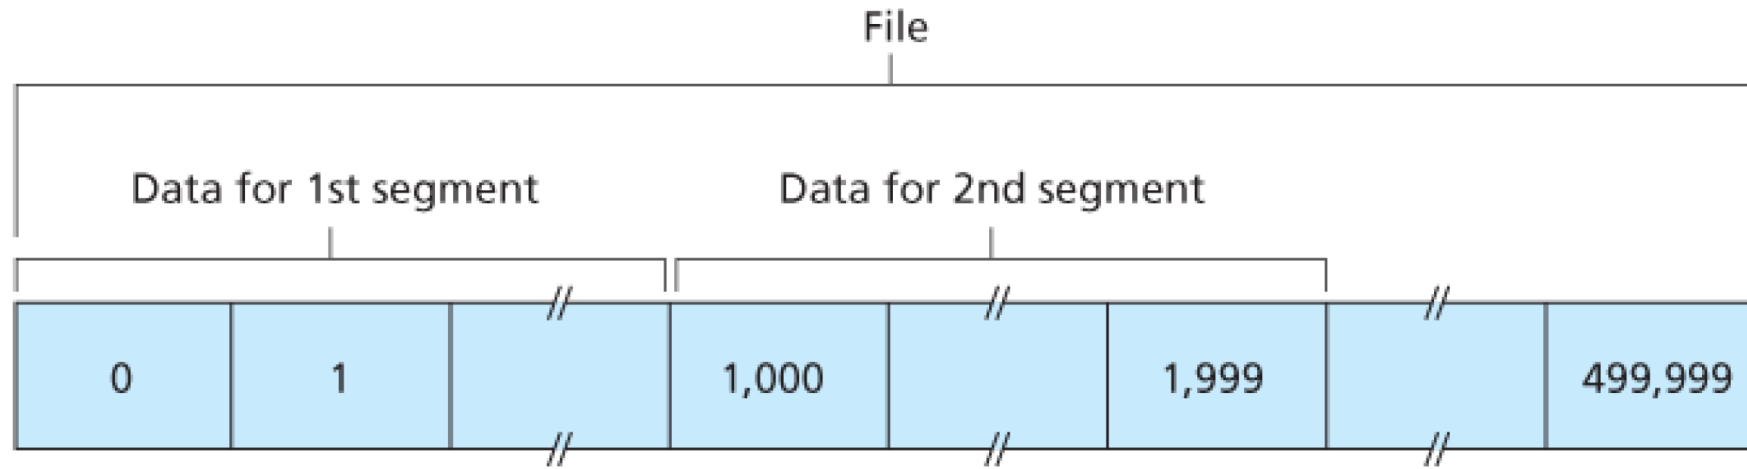 File
Data for 1st segment
Data for 2nd segment
0 1 1,000 1,999 499,999